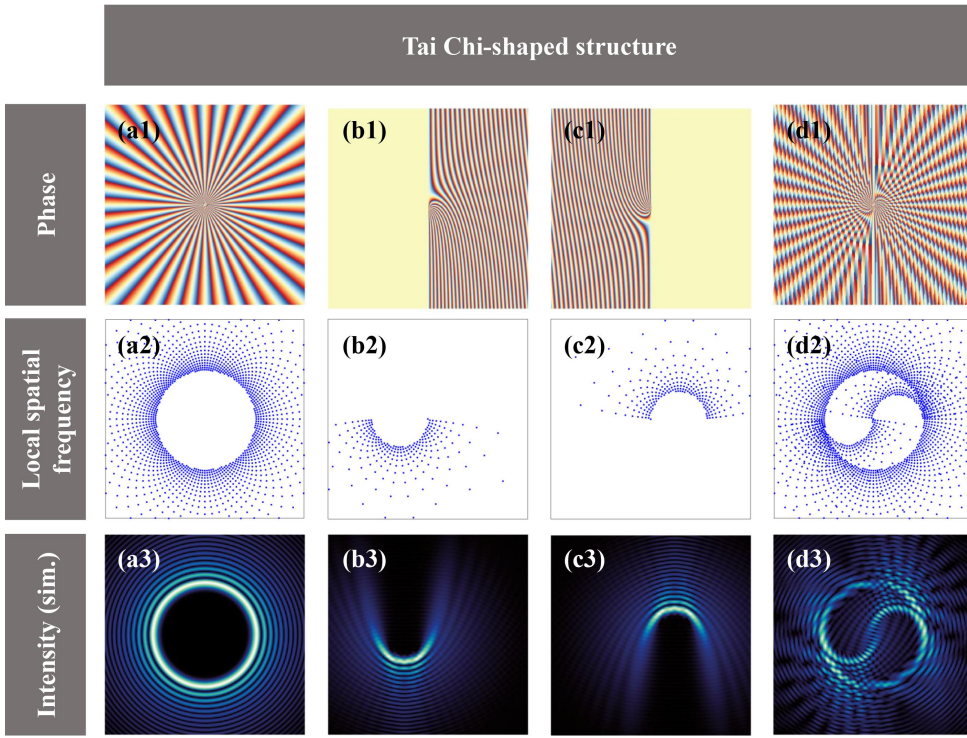 Tai Chi-shaped structure
Phase
(a1)
(b1)
(c1)
(d1)
Local spatial
frequency
(a2)
(b2)
(c2)
(d2)
Intensity (sim.)
(a3)
(b3)
(c3)
(d3)